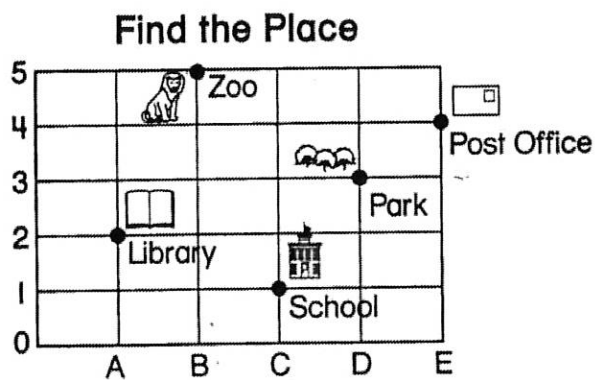 Find the Place
5
Zoo
4
Post Office
3
Park
2
Library
1
School
0
A B C D E